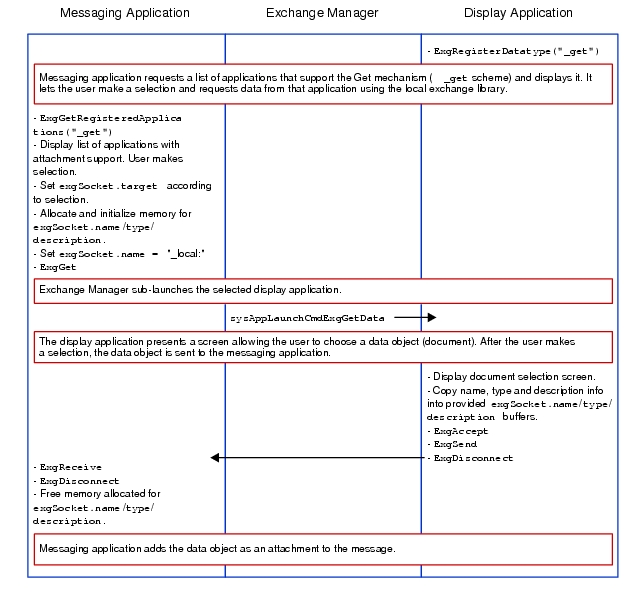 Messaging Application
Exchange Manager
Display Application
- ExgRegisterDatatype("_get")
Messaging application requests a list of applications that support the Get mechanism ( _get scheme) and displays it. It
lets the user make a selection and requests data from that application using the local exchange library.
- ExgGetRegisteredApplica
tions("_get")
- Display list of applications with
attachment support. User makes
selection.
- Set exgSocket.target according
to selection.
- Allocate and initialize memory for
exgSocket.name/type/
description.
- Set exgSocket.name = "_local:"
- ExgGet
Exchange Manager sub-launches the selected display application.
sysAppLaunchCmdExgGetData
The display application presents a screen allowing the user to choose a data object (document). After the user makes
a selection, the data object is sent to the messaging application.
- Display document selection screen.
- Copy name, type and description info
into provided exgSocket.name/type/
description buffers.
- ExgAccept
- ExgSend
- ExgDisconnect
- ExgReceive
- ExgDisconnect
- Free memory allocated for
exgSocket.name/type/
description.
Messaging application adds the data object as an attachment to the message.